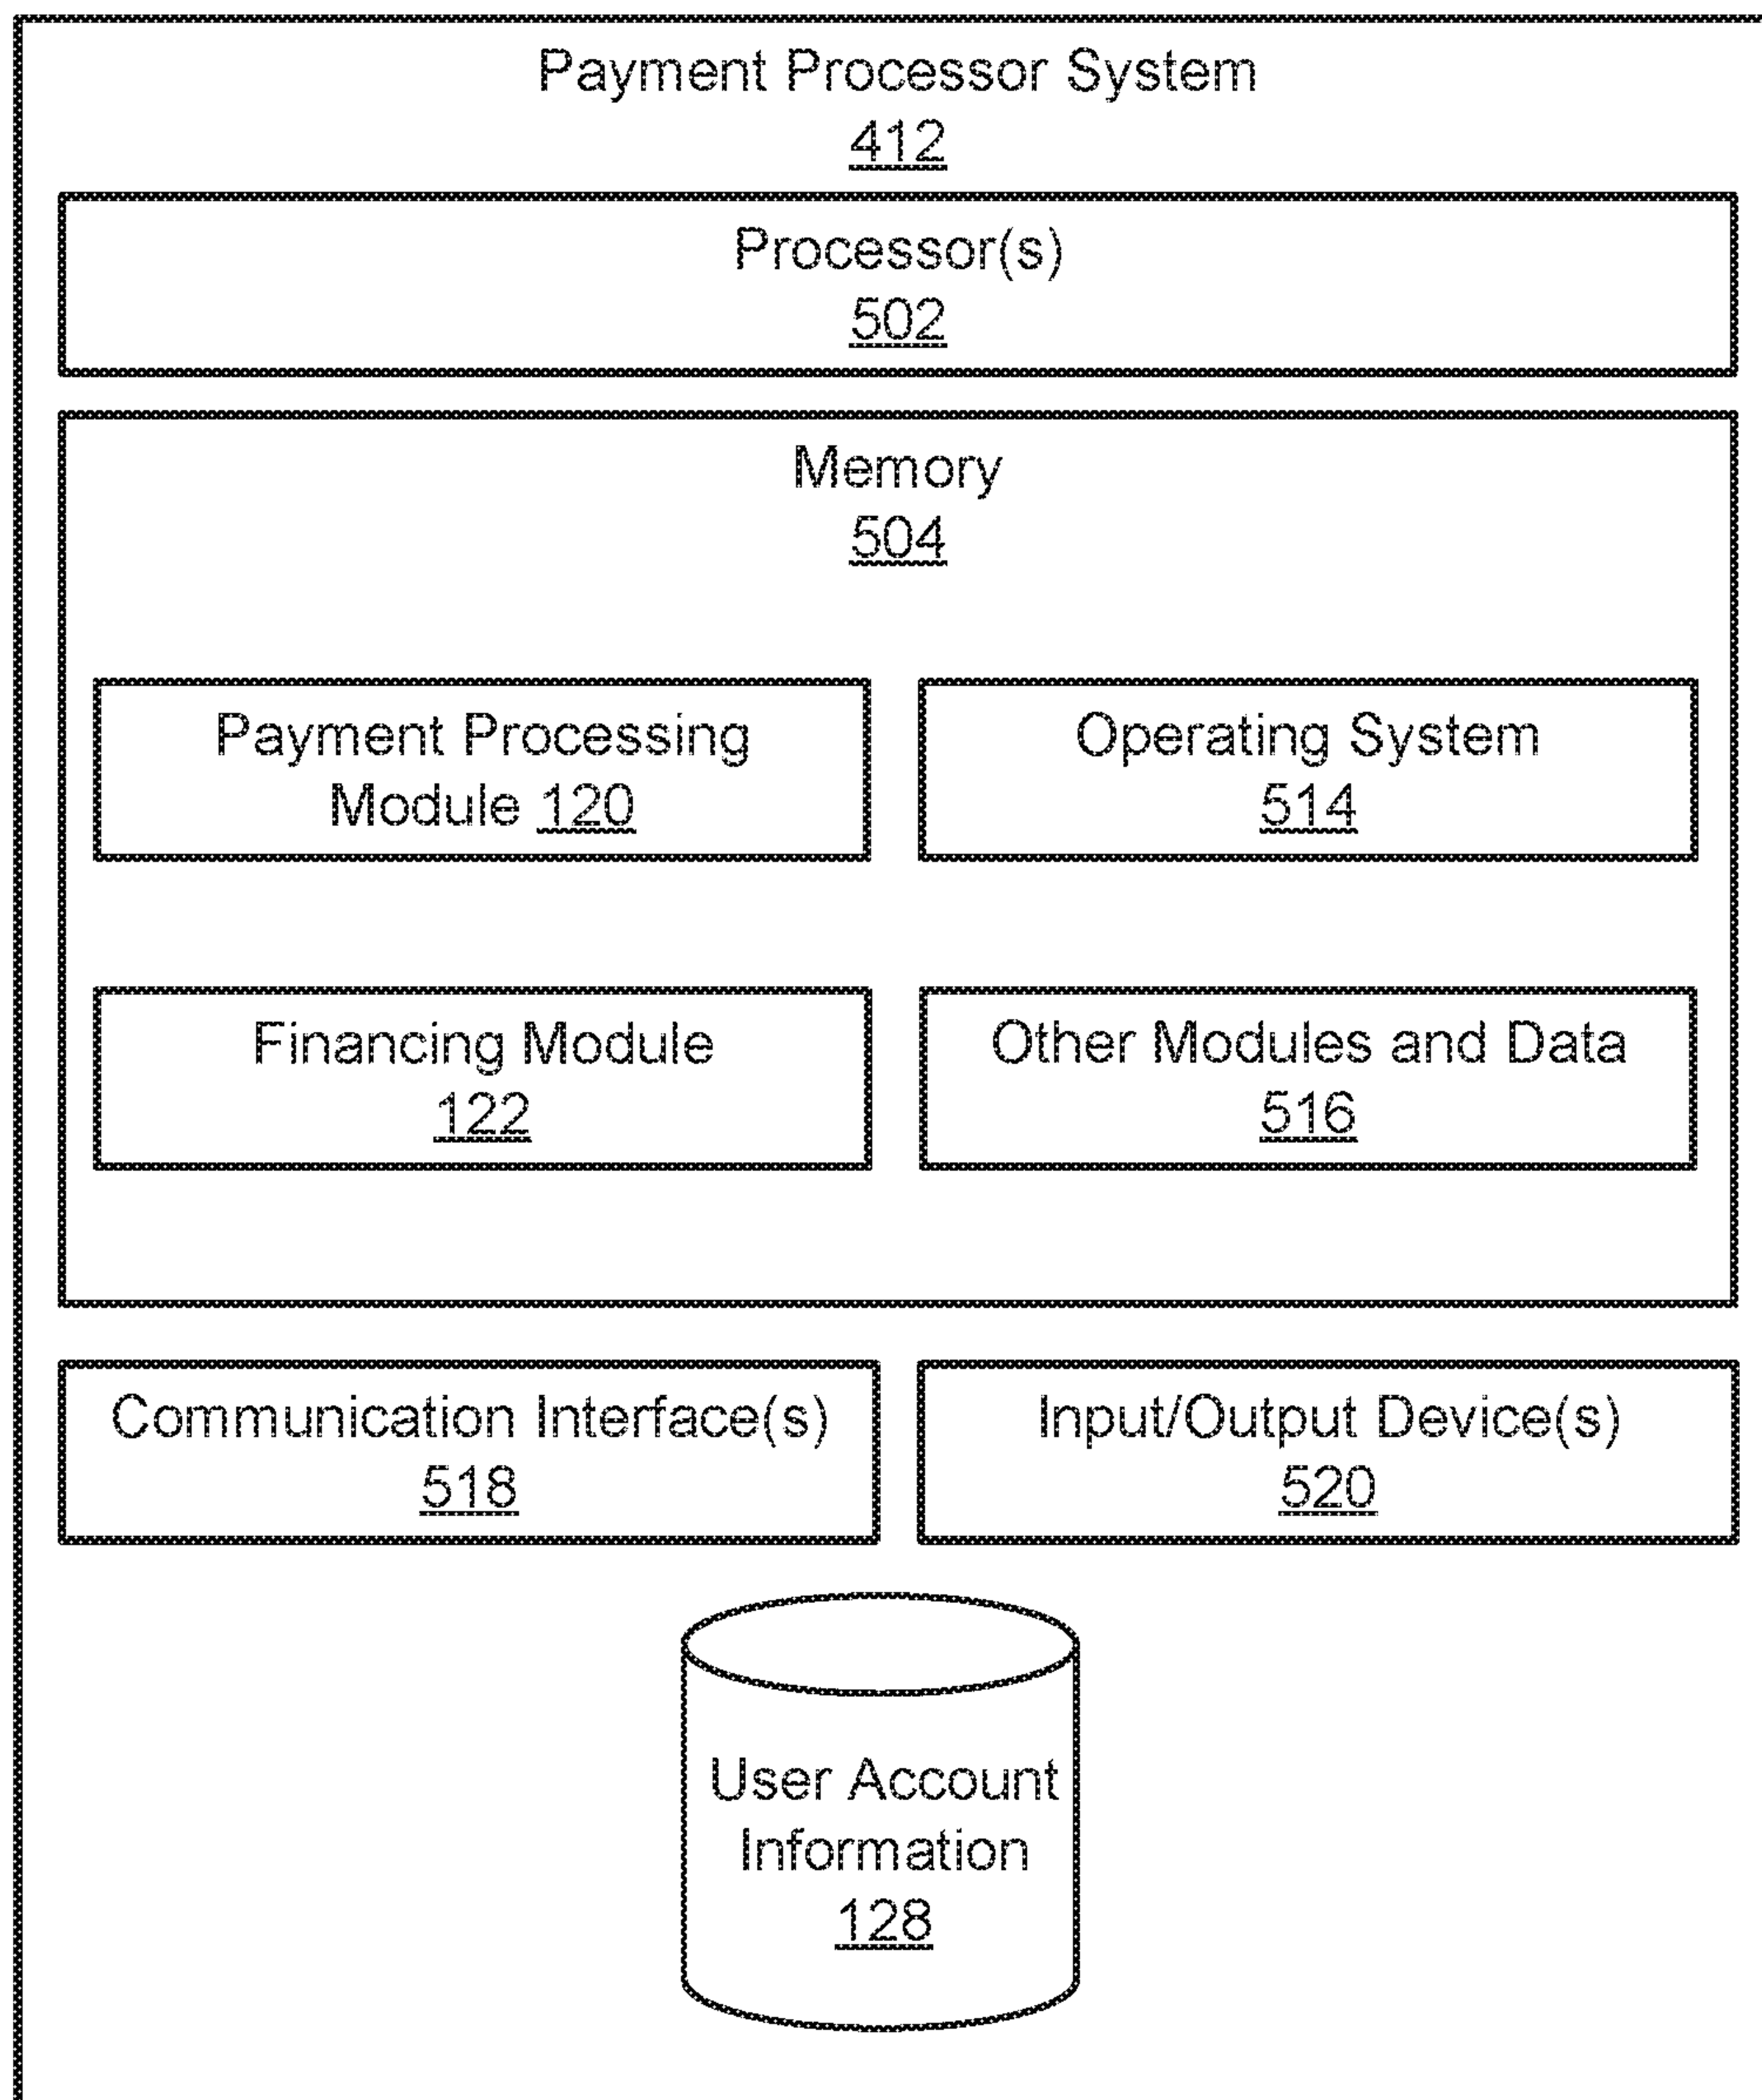 Payment Processor System
412
Processor(s)
502
Memory
504
Payment Processing
Module 120
Operating System
514
Financing Module
122
Other Modules and Data
516
Communication Interface(s)
518
Input/Output Device(s)
520
User Account
Information
128